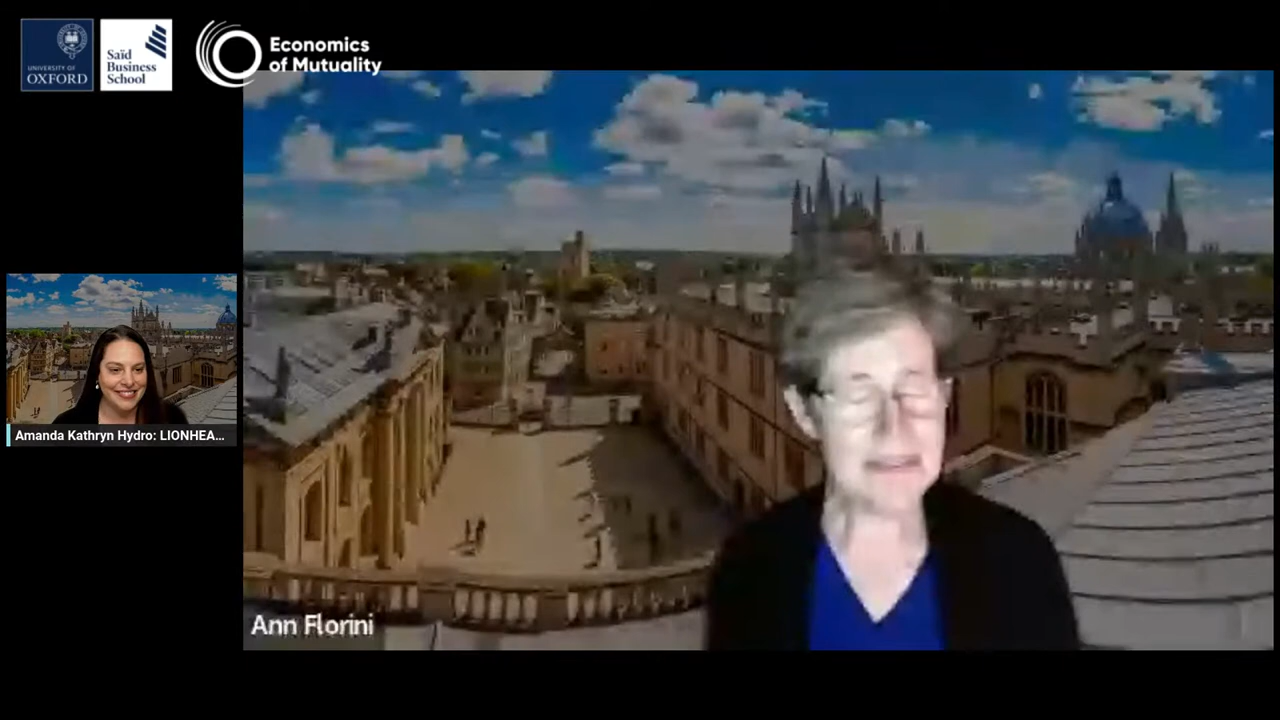 UNIVERSITY OF
OXFORD
Saïd
Business
School
Economics
of Mutuality
Amanda Kathryn Hydro: LIONHEA...
Ann Florini